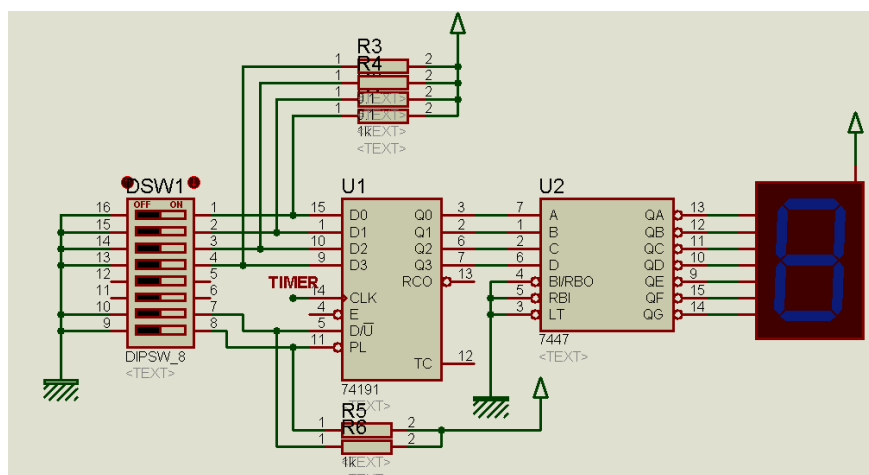 R3
1 2
R4
1 2
1 2
1 2
1k
<TEXT>
<TEXT>
DSW1
OFF ON
16 1
15 2
14 3
13 4
12 5
11 6
10 7
9 8
DIPSW_8
<TEXT>
TIMER
U1
15 D0 Q0 3
1 D1 Q1 2
10 D2 Q2 6
9 D3 Q3 7
RCO 13
14 CLK
4 E
5 D/U
11 PL
TC 12
74191
<TEXT>
U2
7 A QA 13
1 B QB 12
2 C QC 11
6 D QD 10
4 BI/RBO QE 9
5 RBI QF 15
3 LT QG 14
7447
<TEXT>
R5
1 2
R6
1 2
1k
<TEXT>